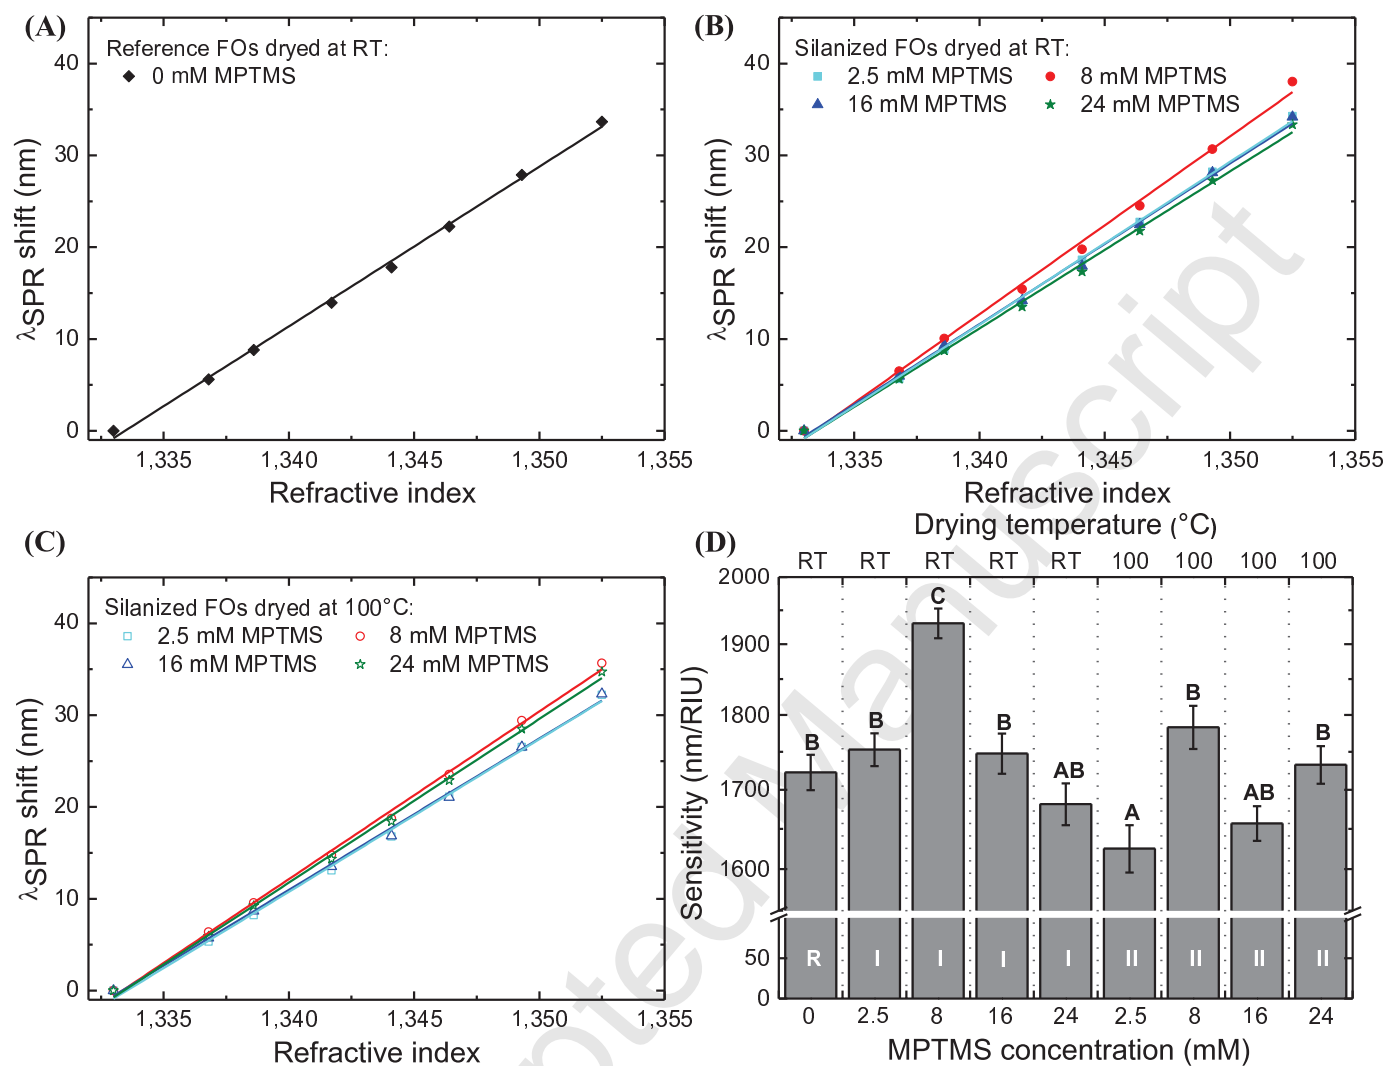 (A)
Reference FOs dryed at RT:
0 mM MPTMS
40
30
20
10
0
λSPR shift (nm)
1,335 1,340 1,345 1,350 1,355
Refractive index
(B)
Silanized FOs dryed at RT:
2.5 mM MPTMS 8 mM MPTMS
16 mM MPTMS 24 mM MPTMS
40
30
20
10
0
λSPR shift (nm)
1,335 1,340 1,345 1,350 1,355
Refractive index
(C)
Silanized FOs dryed at 100°C:
2.5 mM MPTMS 8 mM MPTMS
16 mM MPTMS 24 mM MPTMS
40
30
20
10
0
λSPR shift (nm)
1,335 1,340 1,345 1,350 1,355
Refractive index
(D)
Drying temperature (°C)
RT RT RT RT RT 100 100 100 100
2000
1900
1800
1700
1600
50
0
Sensitivity (nm/RIU)
B B C B AB A B AB B
R I I I I II II II II
0 2.5 8 16 24 2.5 8 16 24
MPTMS concentration (mM)
pted Manuscript